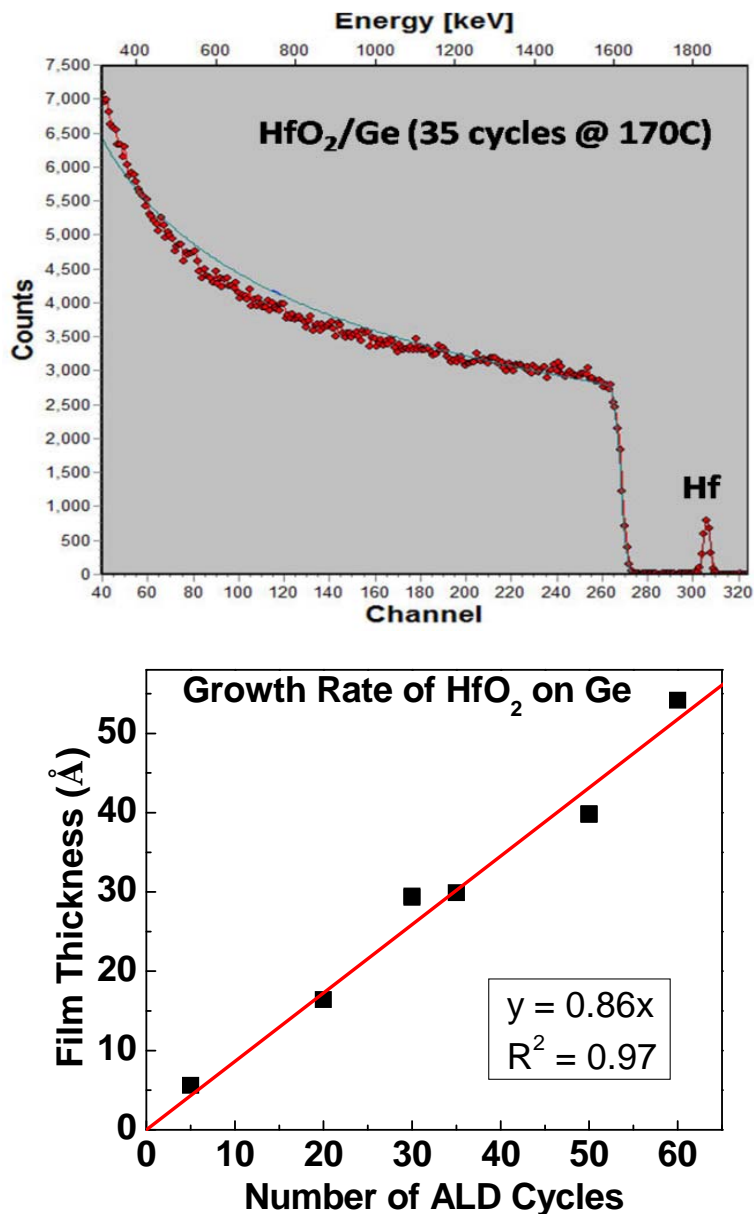 Energy [keV]
400 600 800 1000 1200 1400 1600 1800
7,500
7,000
6,500
6,000
5,500
5,000
4,500
4,000
3,500
3,000
2,500
2,000
1,500
1,000
500
0
Counts
HfO₂/Ge (35 cycles @ 170C)
Hf
40 60 80 100 120 140 160 180 200 220 240 260 280 300 320
Channel
Growth Rate of HfO₂ on Ge
50
40
30
20
10
0
Film Thickness (Å)
y = 0.86x
R² = 0.97
0 10 20 30 40 50 60
Number of ALD Cycles